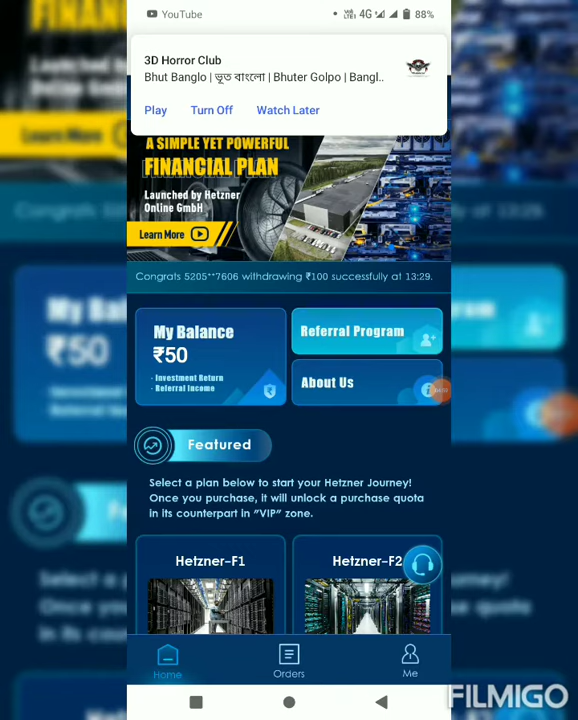 YouTube
4G 88%
3D Horror Club
Bhut Banglo | ভূত বাংলো | Bhuter Golpo | Bangl..
Play Turn Off Watch Later
A SIMPLE YET POWERFUL
FINANCIAL PLAN
Launched by Hetzner
Online GmbH
Learn More
Congrats 5205**7606 withdrawing ₹100 successfully at 13:29.
My Balance
₹50
· Investment Return
· Referral Income
Referral Program
About Us
Featured
Select a plan below to start your Hetzner Journey!
Once you purchase, it will unlock a purchase quota
in its counterpart in "VIP" zone.
Hetzner-F1
Hetzner-F2
Home
Orders
Me
FILMIGO